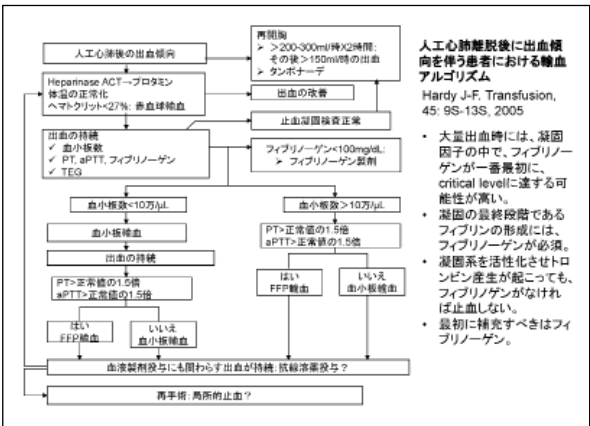 人工心肺後の出血傾向
再開胸
➢ >200-300ml/時X2時間:
その後>150ml/時の出血
➢ タンポナーデ
Heparinase ACT→プロタミン
体温の正常化
ヘマトクリット<27%: 赤血球輸血
出血の改善
止血凝固検査正常
出血の持続
✓ 血小板数
✓ PT, aPTT, フィブリノーゲン
✓ TEG
フィブリノーゲン<100mg/dL:
➢ フィブリノーゲン製剤
血小板数<10万/μL
血小板数>10万/μL
血小板輸血
出血の持続
PT>正常値の1.5倍
aPTT>正常値の1.5倍
PT>正常値の1.5倍
aPTT>正常値の1.5倍
はい
FFP輸血
いいえ
血小板輸血
はい
FFP輸血
いいえ
血小板輸血
血液製剤投与にも関わらず出血が持続:抗線溶薬投与?
再手術:局所的止血?
人工心肺離脱後に出血傾
向を伴う患者における輸血
アルゴリズム
Hardy J-F, Transfusion,
45: 9S-13S, 2005
• 大量出血時には、凝固
因子の中で、フィブリノー
ゲンが一番最初に、
critical levelに達する可
能性が高い。
• 凝固の最終段階である
フィブリンの形成には、
フィブリノーゲンが必須。
• 凝固系を活性化させトロ
ンビン産生が起こっても、
フィブリノゲンがなけれ
ば止血しない。
• 最初に補充すべきはフィ
ブリノーゲン。